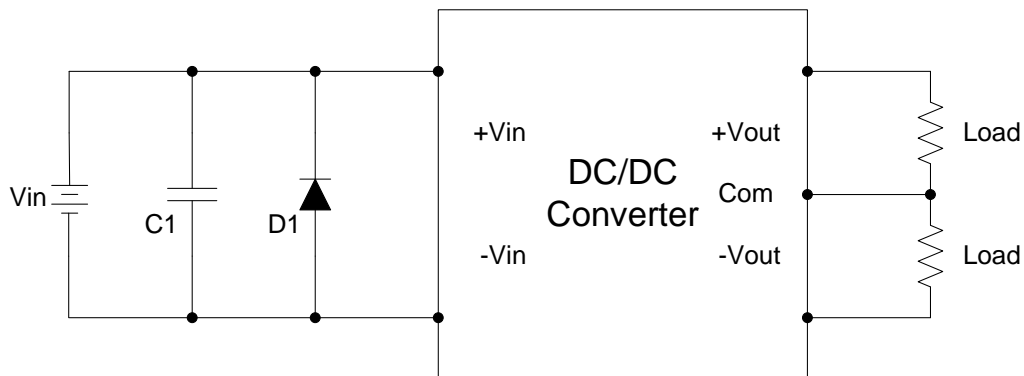 +Vin
+Vout
Load
DC/DC
Converter
Vin
C1
D1
Com
-Vin
-Vout
Load